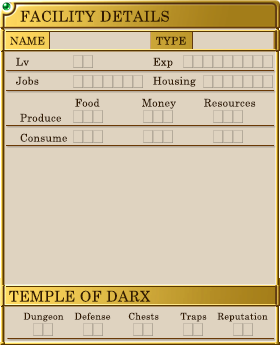 FACILITY DETAILS
NAME TYPE
Lv Exp
Jobs Housing
Food Money Resources
Produce
Consume
TEMPLE OF DARX
Dungeon Defense Chests Traps Reputation